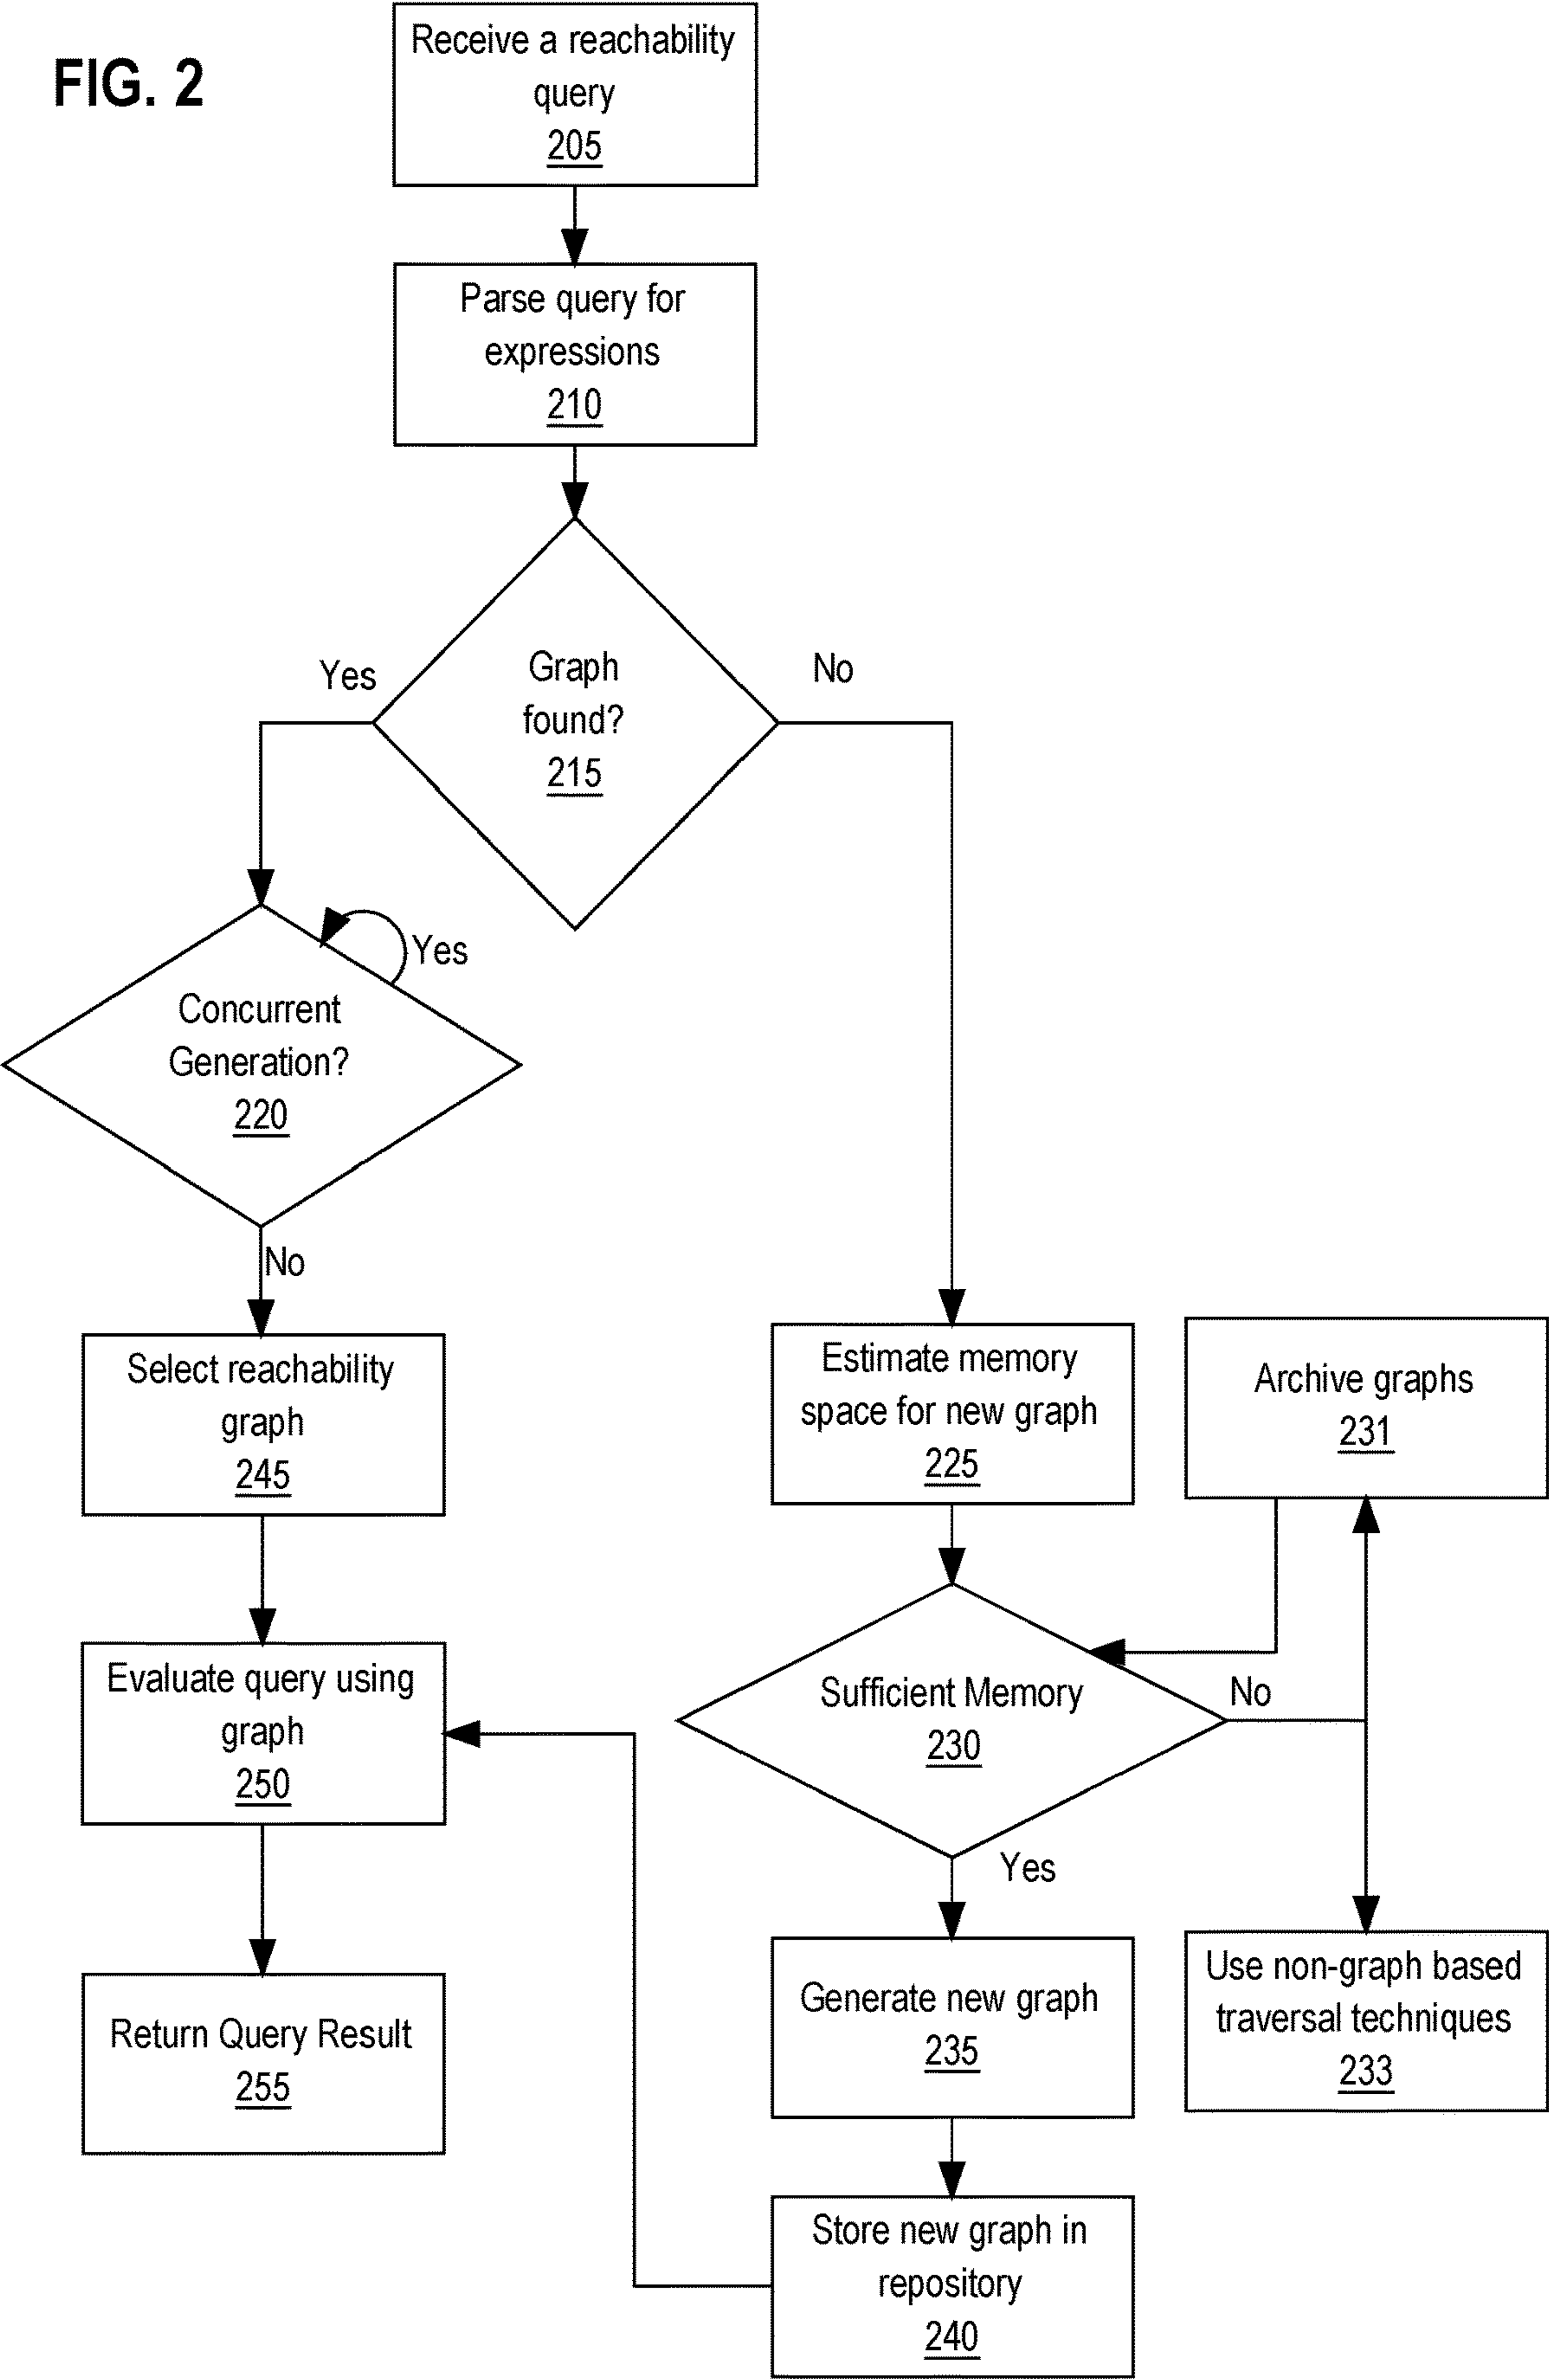 FIG. 2
Receive a reachability
query
205
Parse query for
expressions
210
Graph
found?
215
Yes
No
Concurrent
Generation?
220
Yes
No
Select reachability
graph
245
Evaluate query using
graph
250
Return Query Result
255
Estimate memory
space for new graph
225
Archive graphs
231
Sufficient Memory
230
No
Yes
Generate new graph
235
Use non-graph based
traversal techniques
233
Store new graph in
repository
240